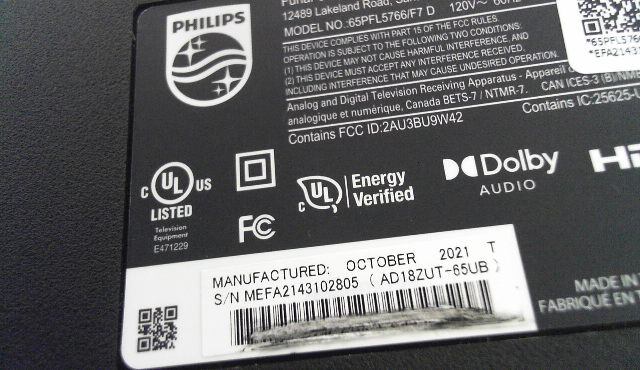 PHILIPS
12489 Lakeland Road,
MODEL NO.:65PFL5766/F7 D 120V~
THIS DEVICE COMPLIES WITH PART 15 OF THE FCC RULES.
OPERATION IS SUBJECT TO THE FOLLOWING TWO CONDITIONS:
(1) THIS DEVICE MAY NOT CAUSE HARMFUL INTERFERENCE, AND
(2) THIS DEVICE MUST ACCEPT ANY INTERFERENCE RECEIVED,
INCLUDING INTERFERENCE THAT MAY CAUSE UNDESIRED OPERATION.
Analog and Digital Television Receiving Apparatus - Appareil
analogique et numérique, Canada BETS-7 / NTMR-7. CAN ICES-3 (B)/NM
Contains FCC ID:2AU3BU9W42 Contains IC:25625-
*65PFL5
*EFA2143
C UL US
LISTED
Television
Equipment
E471229
FC
C UL Energy
Verified
Dolby
AUDIO
MANUFACTURED: OCTOBER 2021 T
S/N MEFA2143102805 ( AD18ZUT-65UB )
MADE IN
FABRIQUÉ EN